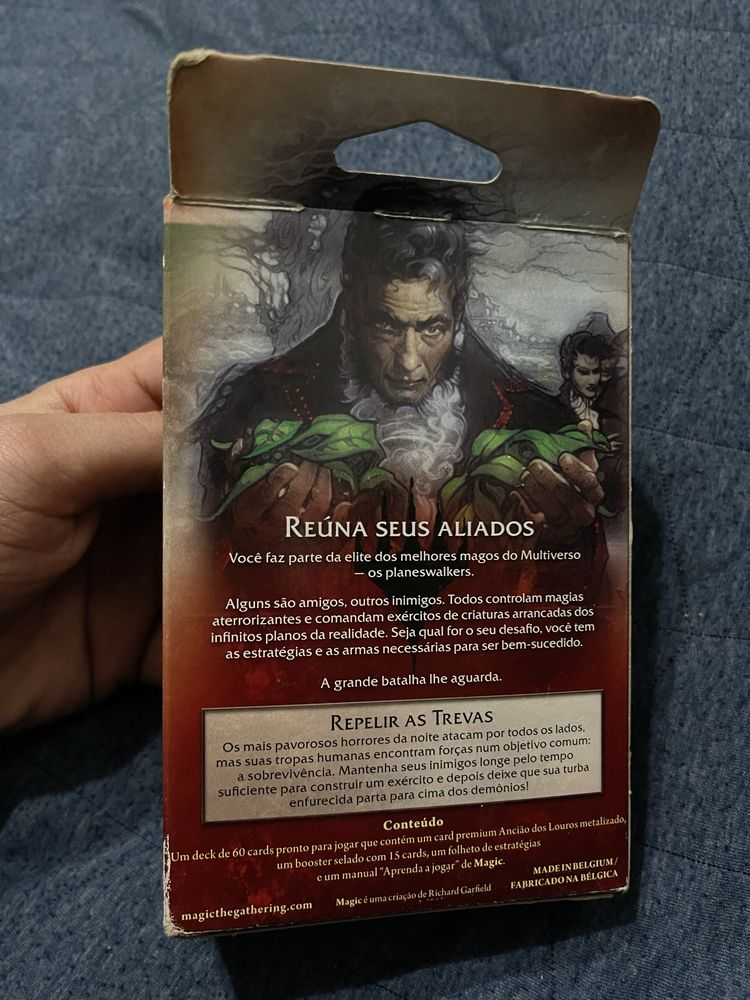 Reúna seus aliados
Você faz parte da elite dos melhores magos do Multiverso
— os planeswalkers.
Alguns são amigos, outros inimigos. Todos controlam magias
aterrorizantes e comandam exércitos de criaturas arrancadas dos
infinitos planos da realidade. Seja qual for o seu desafio, você tem
as estratégias e as armas necessárias para ser bem-sucedido.
A grande batalha lhe aguarda.
Repelir as Trevas
Os mais pavorosos horrores da noite atacam por todos os lados,
mas suas tropas humanas encontram forças num objetivo comum:
a sobrevivência. Mantenha seus inimigos longe pelo tempo
suficiente para construir um exército e depois deixe que sua turba
enfurecida parta para cima dos demônios!
Conteúdo
Um deck de 60 cards pronto para jogar que contém um card premium Ancião dos Louros metalizado,
um booster selado com 15 cards, um folheto de estratégias
e um manual "Aprenda a jogar" de Magic.
MADE IN BELGIUM /
FABRICADO NA BÉLGICA
magicthegathering.com
Magic é uma criação de Richard Garfield